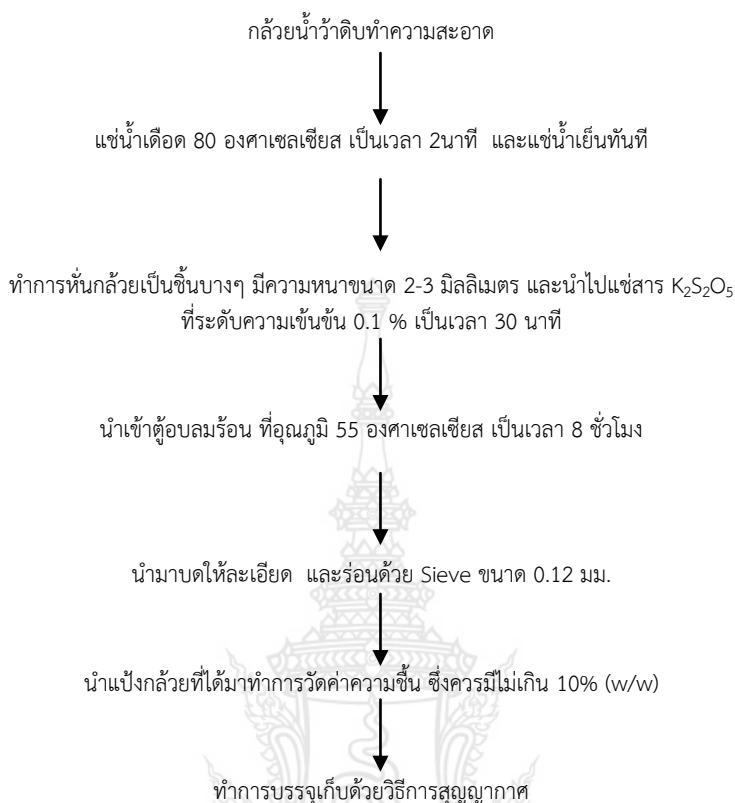 กล้วยน้ำว้าดิบทำความสะอาด
แช่น้ำเดือด 80 องศาเซลเซียส เป็นเวลา 2นาที และแช่น้ำเย็นทันที
ทำการหั่นกล้วยเป็นชิ้นบางๆ มีความหนาขนาด 2-3 มิลลิเมตร และนำไปแช่สาร K₂S₂O₅
ที่ระดับความเข้นข้น 0.1 % เป็นเวลา 30 นาที
นำเข้าตู้อบลมร้อน ที่อุณภูมิ 55 องศาเซลเซียส เป็นเวลา 8 ชั่วโมง
นำมาบดให้ละเอียด และร่อนด้วย Sieve ขนาด 0.12 มม.
นำแป้งกล้วยที่ได้มาทำการวัดค่าความชื้น ซึ่งควรมีไม่เกิน 10% (w/w)
ทำการบรรจุเก็บด้วยวิธีการสุญญากาศ